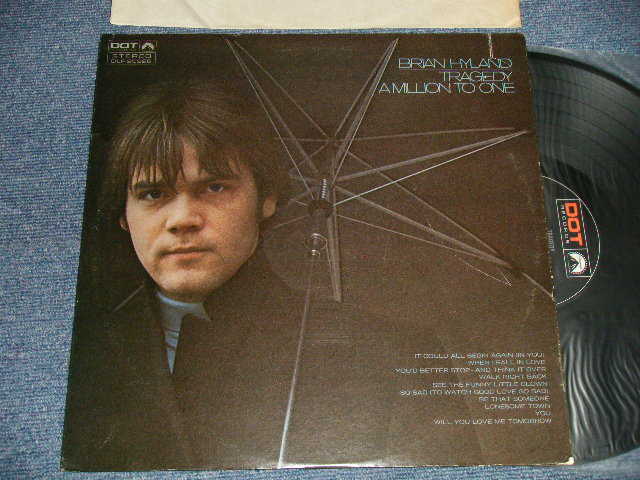 DOT
STEREO
DLP 25926
BRIAN HYLAND
TRAGEDY
A MILLION TO ONE
IT COULD ALL BEGIN AGAIN (IN YOU)
WHEN I FALL IN LOVE
YOU'D BETTER STOP—AND THINK IT OVER
WALK RIGHT BACK
SEE THE FUNNY LITTLE CLOWN
SO SAD (TO WATCH GOOD LOVE GO BAD)
BE THAT SOMEONE
LONESOME TOWN
YOU
WILL YOU LOVE ME TOMORROW
DOT
RECORDS